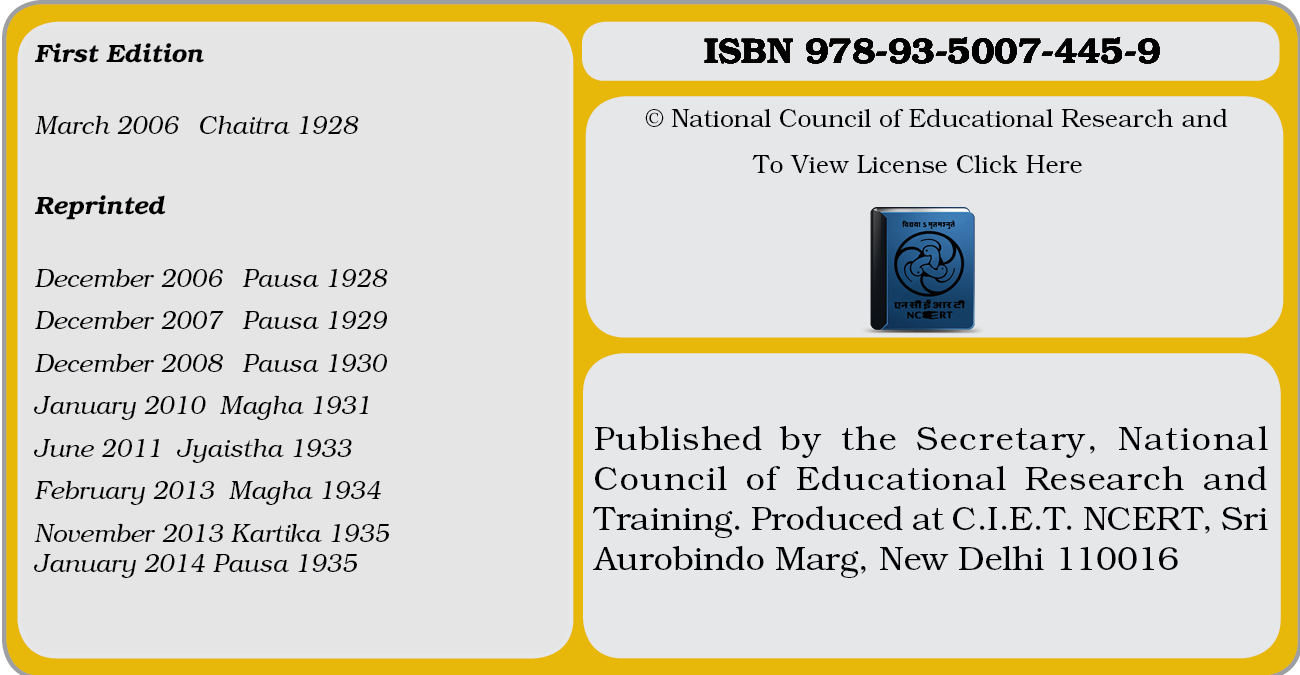 First Edition
March 2006 Chaitra 1928
Reprinted
December 2006 Pausa 1928
December 2007 Pausa 1929
December 2008 Pausa 1930
January 2010 Magha 1931
June 2011 Jyaistha 1933
February 2013 Magha 1934
November 2013 Kartika 1935
January 2014 Pausa 1935
ISBN 978-93-5007-445-9
© National Council of Educational Research and
To View License Click Here
विद्यया ऽ मृतमश्नुते
एन सी ई आर टी
NCERT
Published by the Secretary, National
Council of Educational Research and
Training. Produced at C.I.E.T. NCERT, Sri
Aurobindo Marg, New Delhi 110016